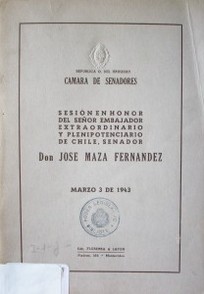 REPUBLICA O. DEL URUGUAY
CAMARA DE SENADORES
SESION EN HONOR
DEL SEÑOR EMBAJADOR
EXTRAORDINARIO
Y PLENIPOTENCIARIO
DE CHILE, SENADOR
Don JOSE MAZA FERNANDEZ
MARZO 3 DE 1943